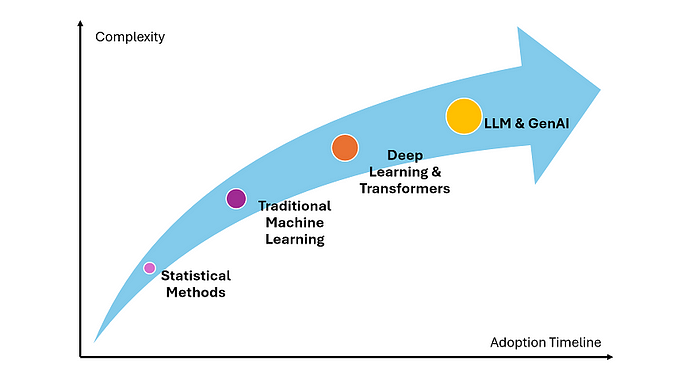 Complexity
LLM & GenAI
Deep
Learning &
Transformers
Traditional
Machine
Learning
Statistical
Methods
Adoption Timeline